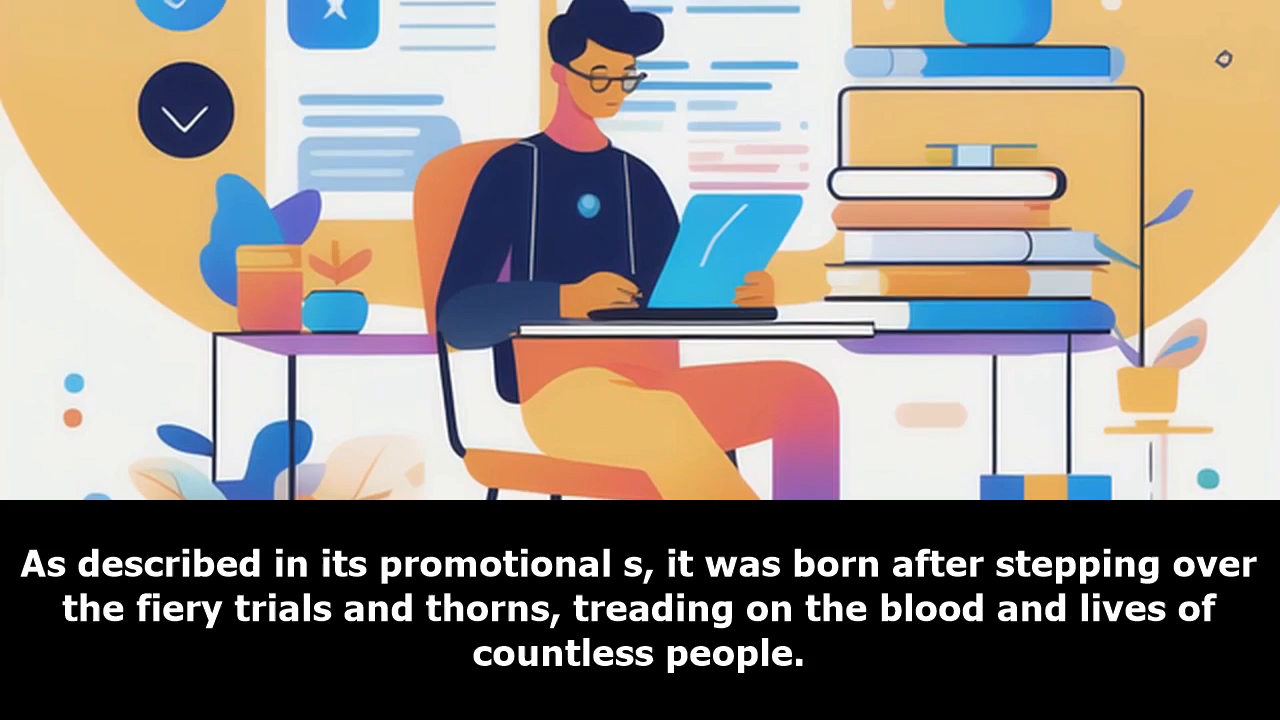 As described in its promotional s, it was born after stepping over
the fiery trials and thorns, treading on the blood and lives of
countless people.